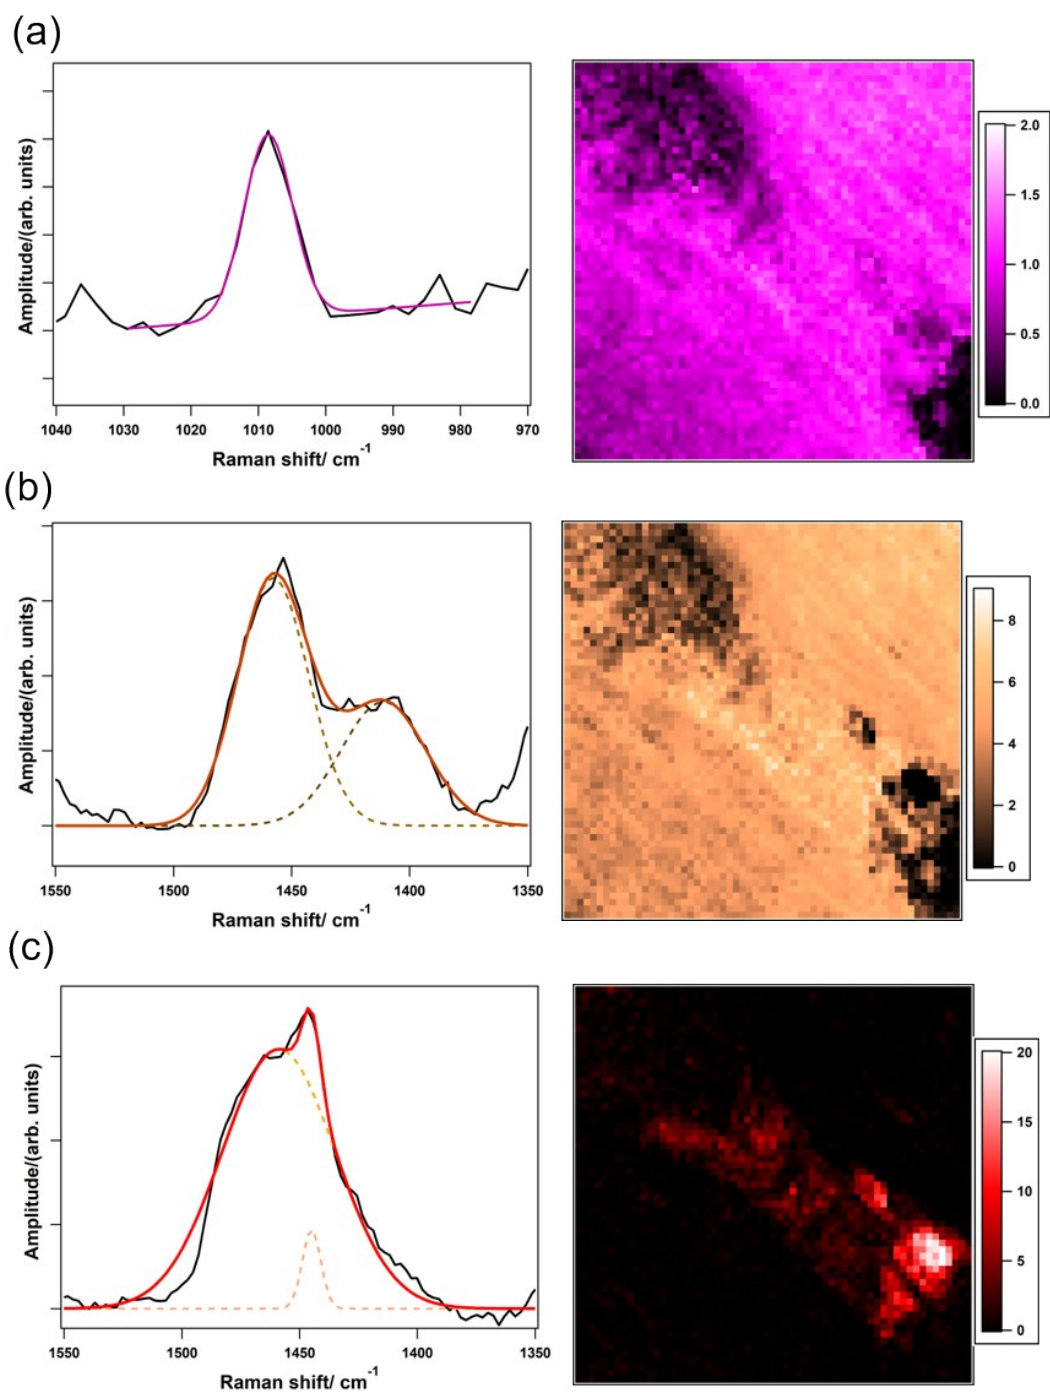 (a)
Amplitude/(arb. units)
1040 1030 1020 1010 1000 990 980 970
Raman shift/ cm-1
2.0
1.5
1.0
0.5
0.0
(b)
Amplitude/(arb. units)
1550 1500 1450 1400 1350
Raman shift/ cm-1
8
6
4
2
0
(c)
Amplitude/(arb. units)
1550 1500 1450 1400 1350
Raman shift/ cm-1
20
15
10
5
0